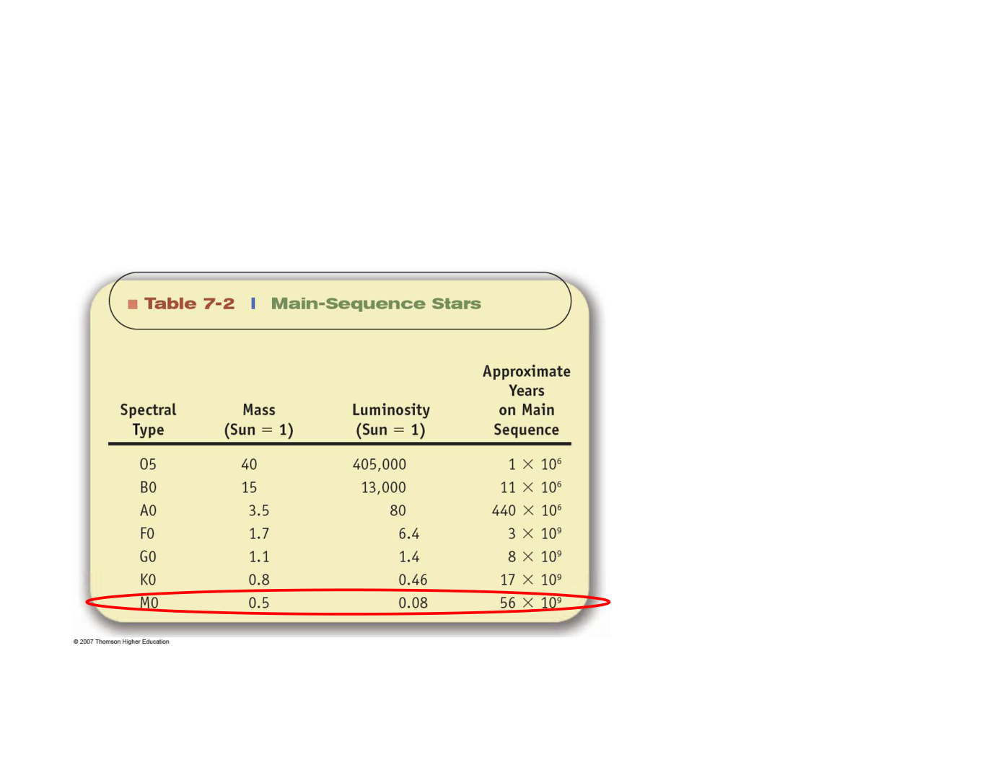 ■ Table 7-2 | Main-Sequence Stars
Approximate
Years
Spectral Mass Luminosity on Main
Type (Sun = 1) (Sun = 1) Sequence
O5 40 405,000 1 × 10⁶
B0 15 13,000 11 × 10⁶
A0 3.5 80 440 × 10⁶
F0 1.7 6.4 3 × 10⁹
G0 1.1 1.4 8 × 10⁹
K0 0.8 0.46 17 × 10⁹
M0 0.5 0.08 56 × 10⁹
© 2007 Thomson Higher Education